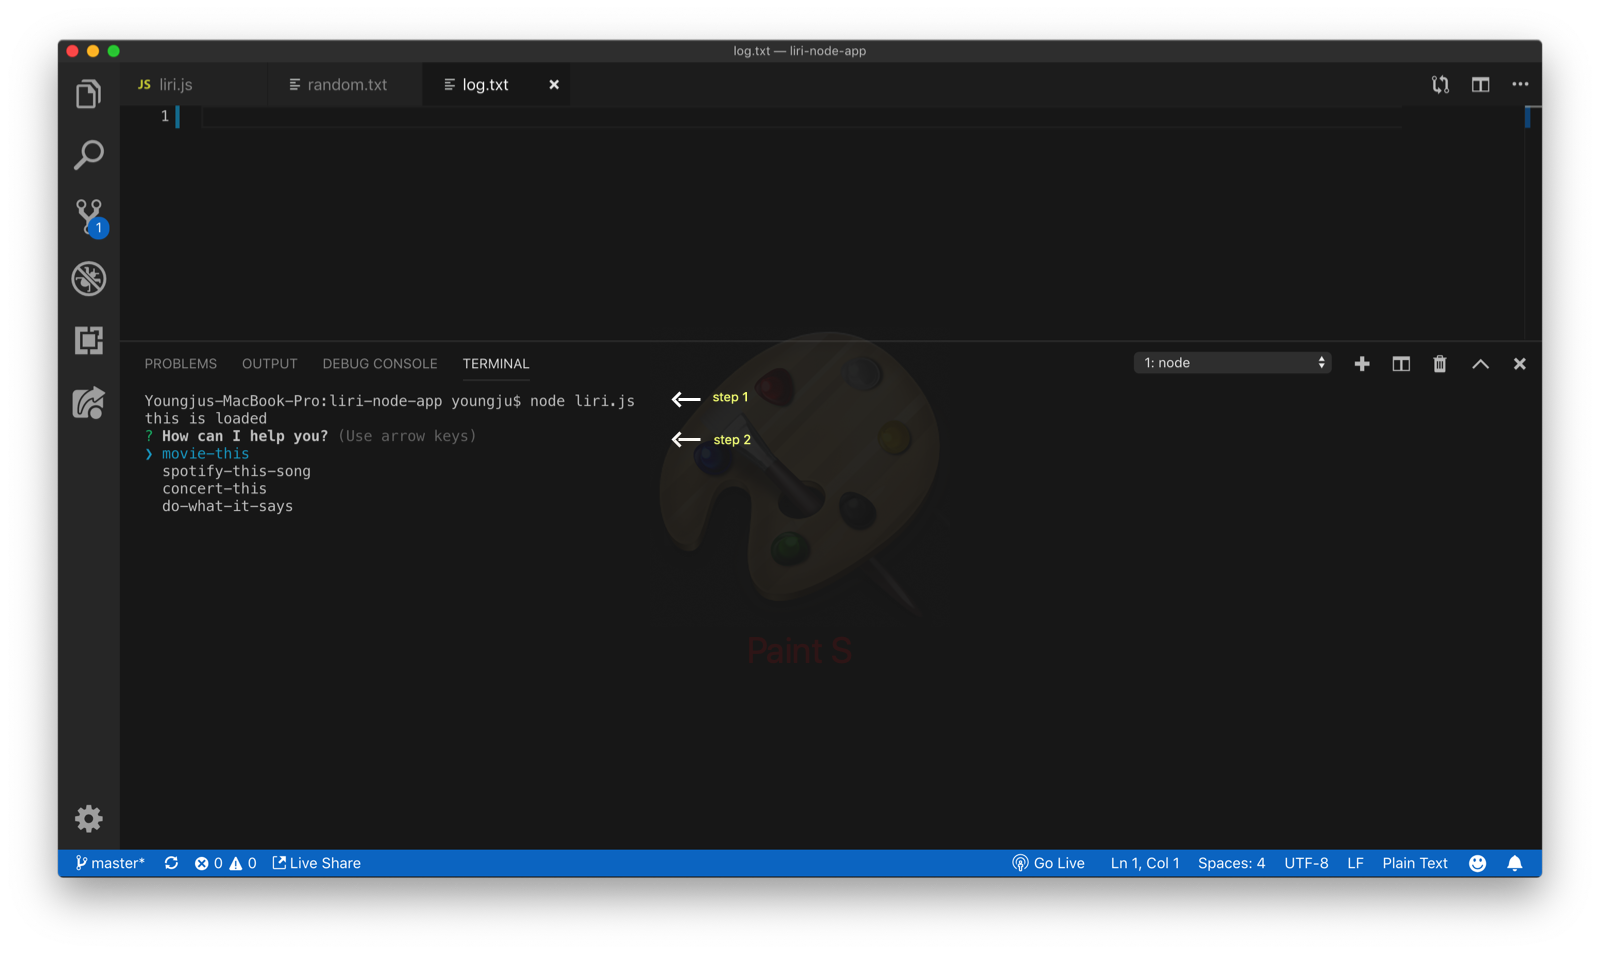 log.txt — liri-node-app
JS liri.js random.txt log.txt
1
1
PROBLEMS OUTPUT DEBUG CONSOLE TERMINAL 1: node
Youngjus-MacBook-Pro:liri-node-app youngju$ node liri.js step 1
this is loaded
? How can I help you? (Use arrow keys) step 2
❯ movie-this
spotify-this-song
concert-this
do-what-it-says
Paint S
master* 0 0 Live Share Go Live Ln 1, Col 1 Spaces: 4 UTF-8 LF Plain Text